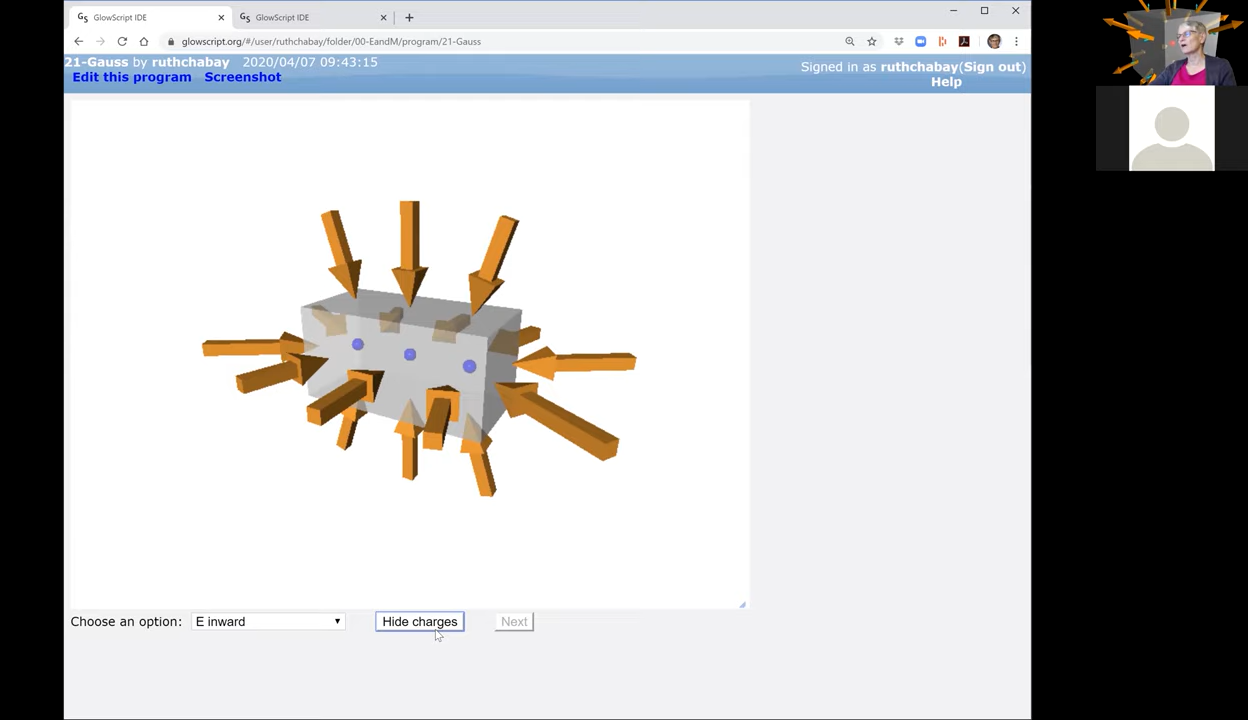 GS GlowScript IDE × GS GlowScript IDE × +
glowscript.org/#/user/ruthchabay/folder/00-EandM/program/21-Gauss
21-Gauss by ruthchabay 2020/04/07 09:43:15
Signed in as ruthchabay(Sign out)
Edit this program Screenshot
Help
Choose an option: E inward Hide charges Next